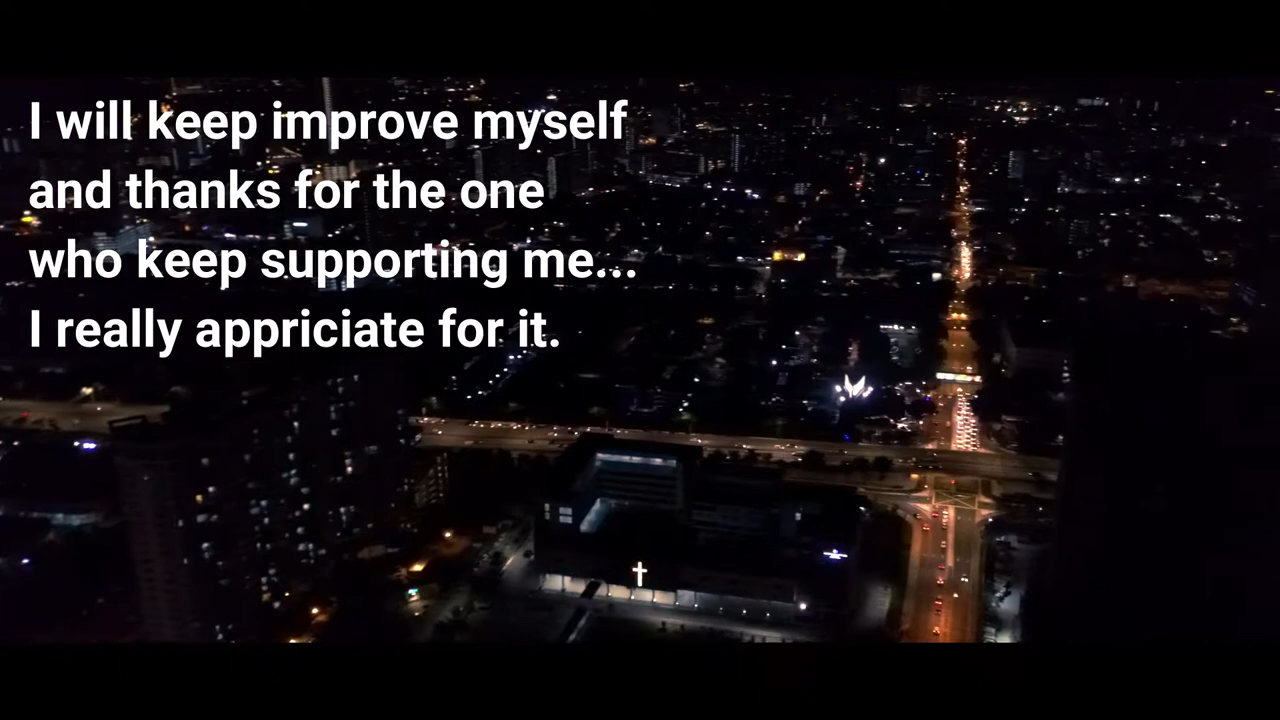 I will keep improve myself
and thanks for the one
who keep supporting me...
I really appriciate for it.